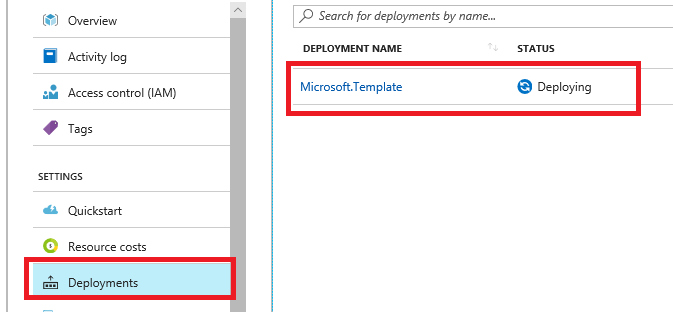 Overview
Activity log
Access control (IAM)
Tags
SETTINGS
Quickstart
Resource costs
Deployments
Search for deployments by name...
DEPLOYMENT NAME STATUS
Microsoft.Template Deploying